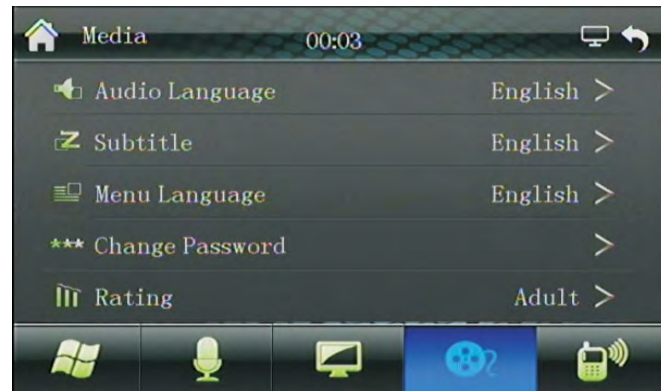 Media 00:03
Audio Language English >
Subtitle English >
Menu Language English >
*** Change Password >
Rating Adult >